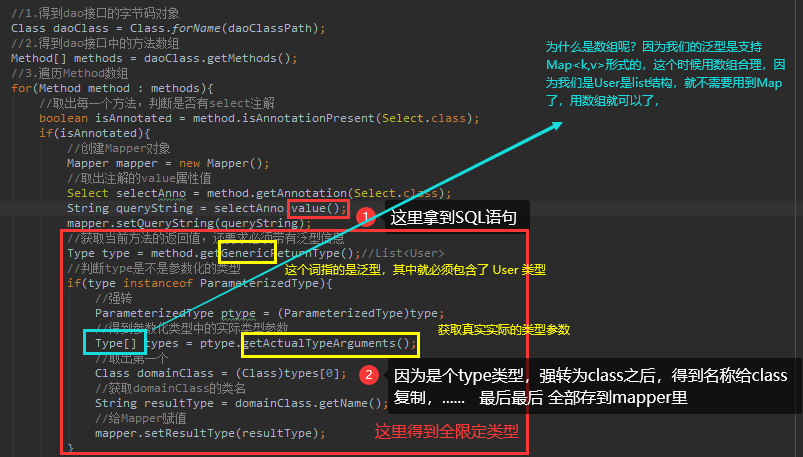 //1.得到dao接口的字节码对象
Class daoClass = Class.forName(daoClassPath);
//2.得到dao接口中的方法数组
Method[] methods = daoClass.getMethods();
//3.遍历Method数组
for(Method method : methods){
//取出每一个方法，判断是否有select注解
boolean isAnnotated = method.isAnnotationPresent(Select.class);
if(isAnnotated){
//创建Mapper对象
Mapper mapper = new Mapper();
//取出注解的value属性值
Select selectAnno = method.getAnnotation(Select.class);
String queryString = selectAnno.value();
mapper.setQueryString(queryString);
//获取当前方法的返回值，还要求必须带有泛型信息
Type type = method.getGenericReturnType();//List<User>
//判断type是不是参数化的类型
if(type instanceof ParameterizedType){
//强转
ParameterizedType ptype = (ParameterizedType)type;
//得到参数化类型中的实际类型参数
Type[] types = ptype.getActualTypeArguments();
//取出第一个
Class domainClass = (Class)types[0];
//获取domainClass的类名
String resultType = domainClass.getName();
//给Mapper赋值
mapper.setResultType(resultType);
}
为什么是数组呢？因为我们的泛型是支持
Map<k,v>形式的，这个时候用数组合理，因
为我们是User是list结构，就不需要用到Map
了，用数组就可以了，
1 这里拿到SQL语句
这个词指的是泛型，其中就必须包含了 User 类型
获取真实实际的类型参数
2 因为是个type类型，强转为class之后，得到名称给class
复制，...... 最后最后 全部存到mapper里
这里得到全限定类型